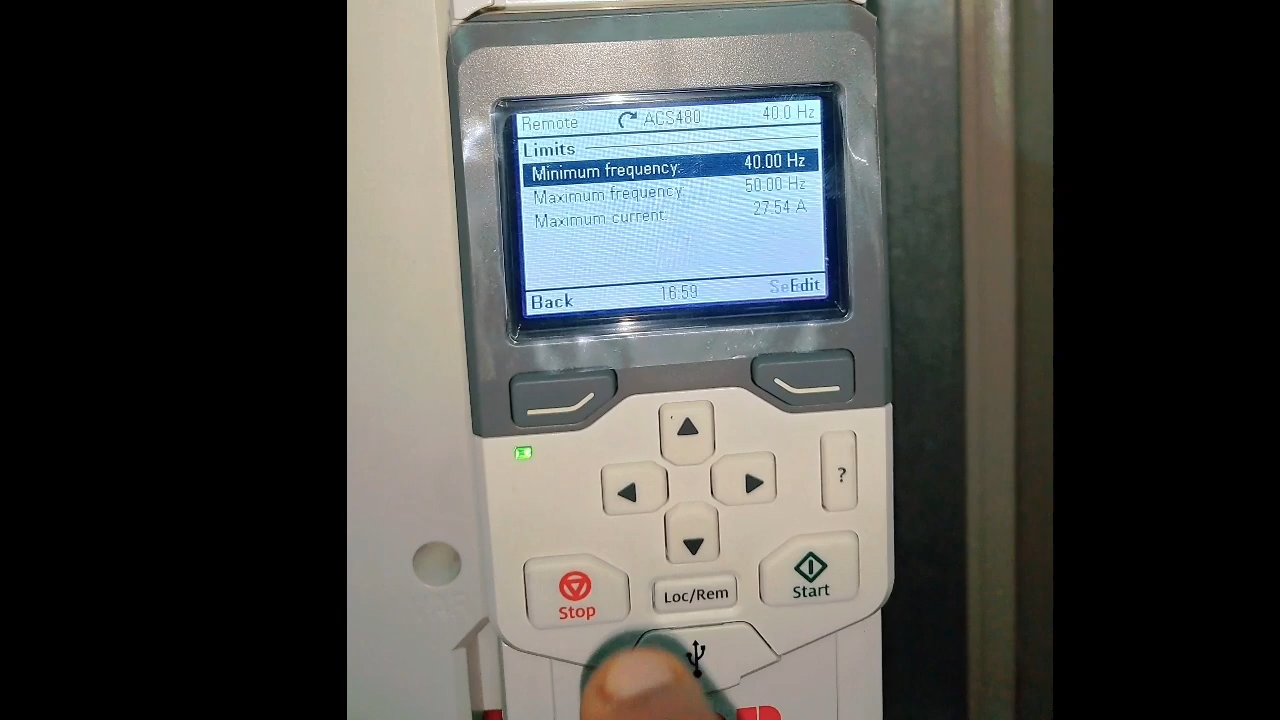 Remote ACS480 40.0 Hz
Limits
Minimum frequency: 40.00 Hz
Maximum frequency: 50.00 Hz
Maximum current: 27.54 A
Back 16:59 Edit
?
Stop Loc/Rem Start